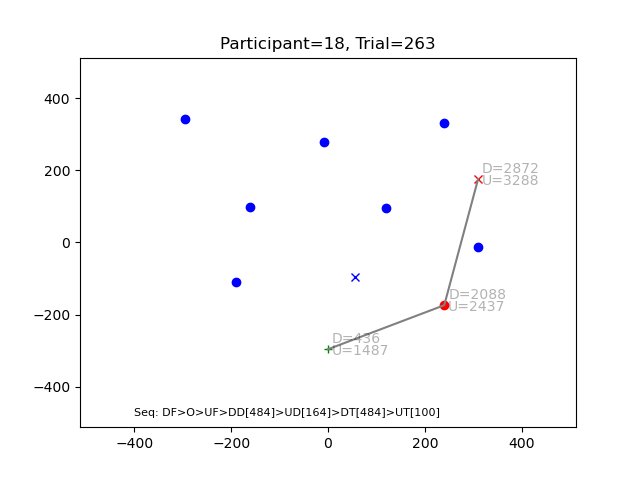 Participant=18, Trial=263
400
200
0
−200
−400
D=2872
U=3288
D=2088
U=2437
D=436
U=1487
Seq: DF>O>UF>DD[484]>UD[164]>DT[484]>UT[100]
−400
−200
0
200
400